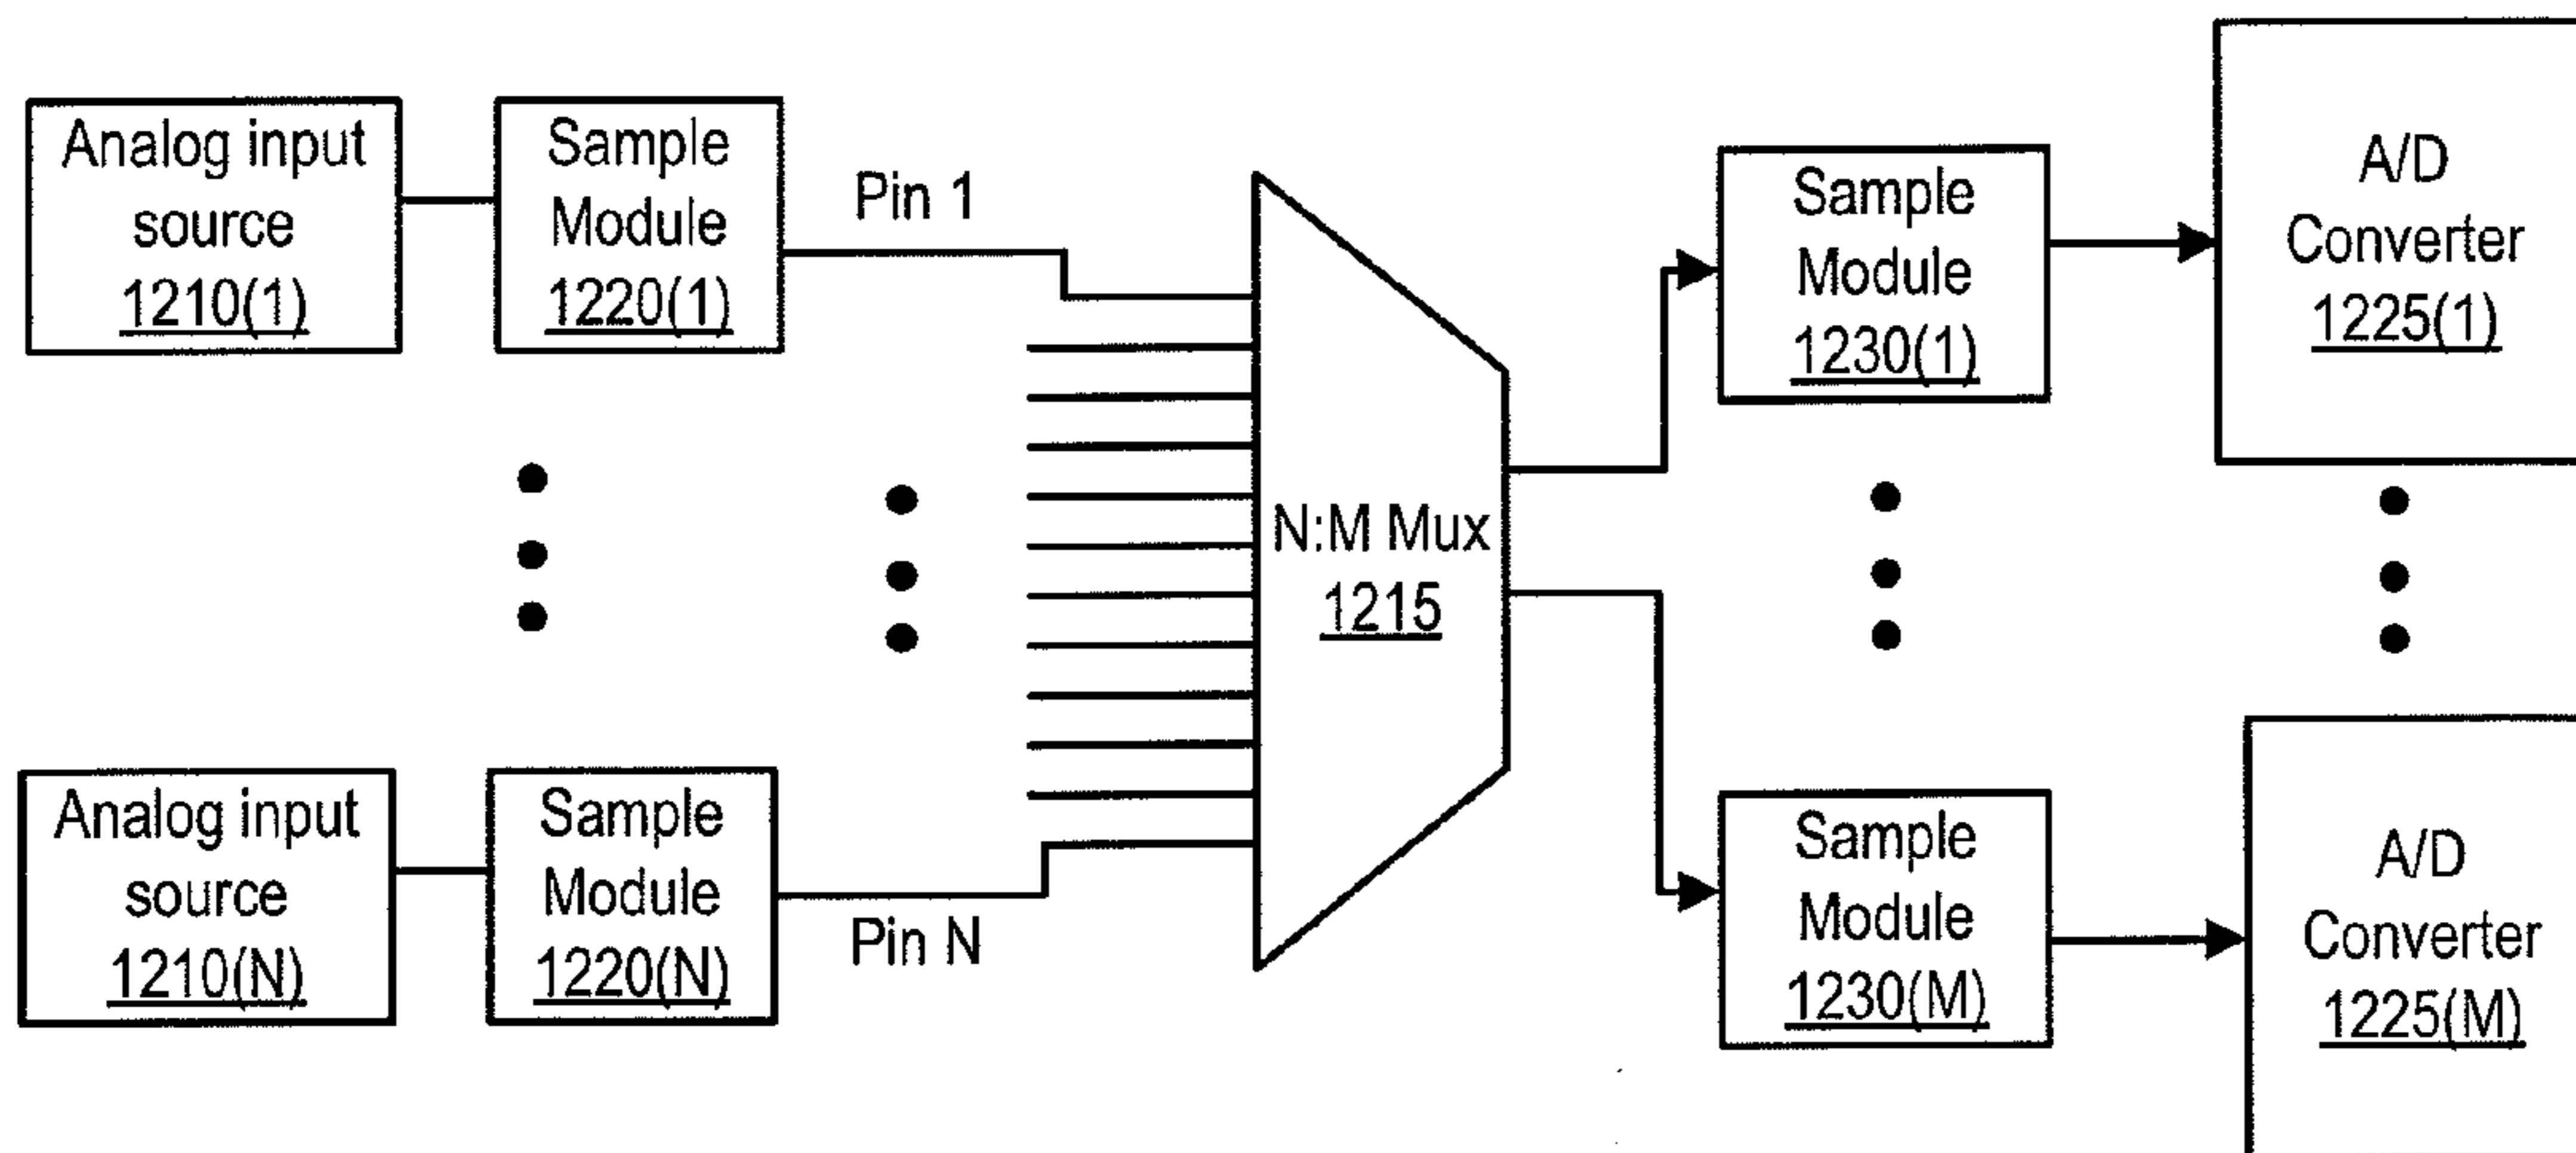 Analog input
source
1210(1)
Sample
Module
1220(1)
Pin 1
N:M Mux
1215
Sample
Module
1230(1)
A/D
Converter
1225(1)
Analog input
source
1210(N)
Sample
Module
1220(N)
Pin N
Sample
Module
1230(M)
A/D
Converter
1225(M)